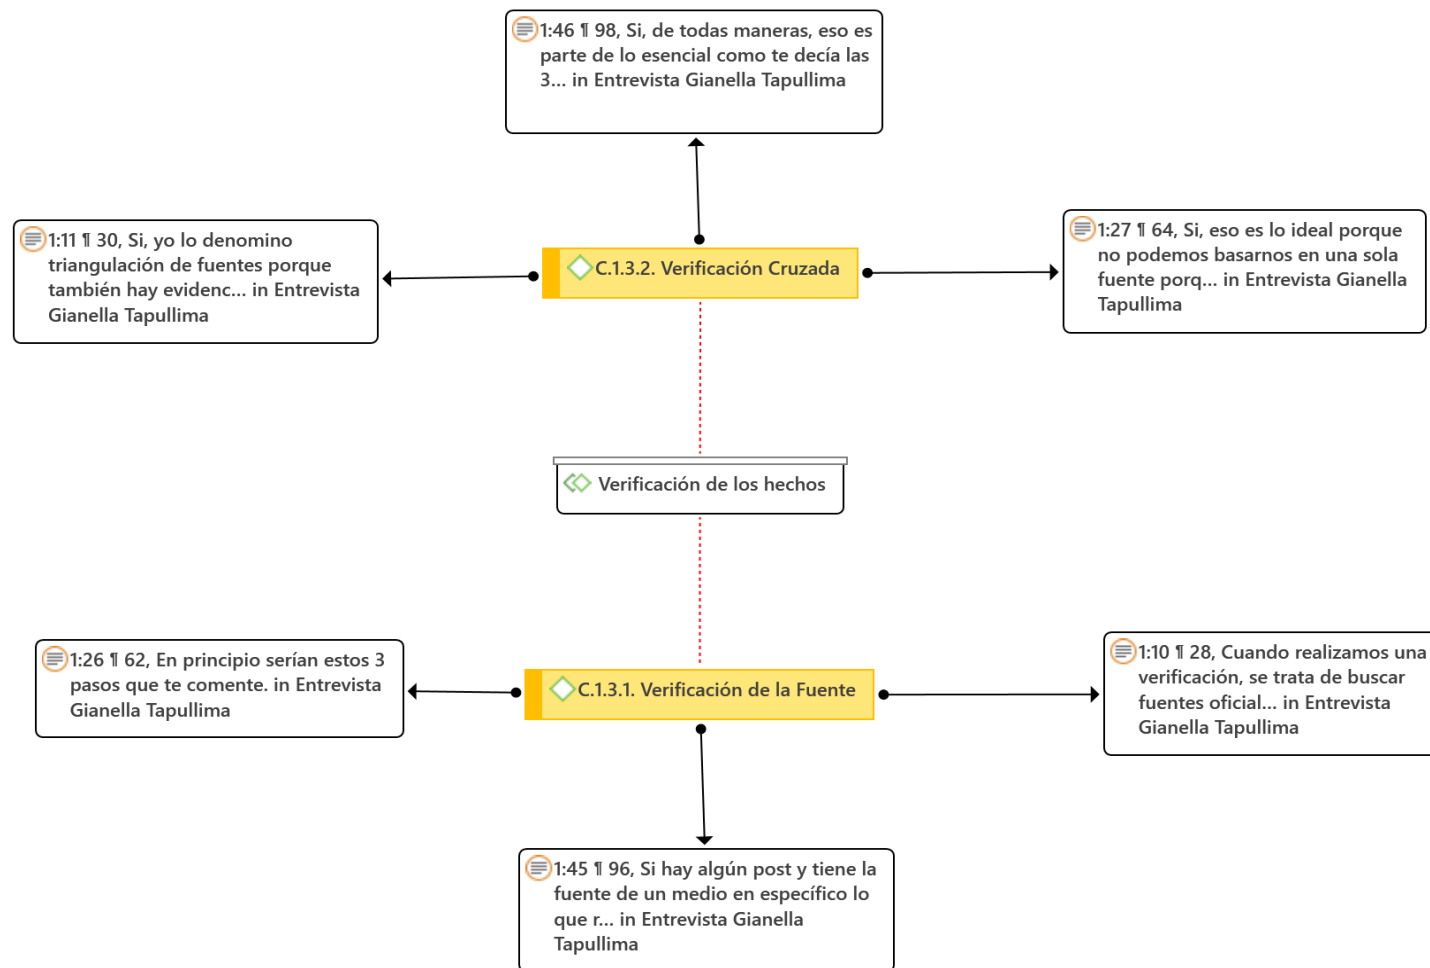 1:46 ¶ 98, Si, de todas maneras, eso es
parte de lo esencial como te decía las
3... in Entrevista Gianella Tapullima
1:11 ¶ 30, Si, yo lo denomino
triangulación de fuentes porque
también hay evidenc... in Entrevista
Gianella Tapullima
C.1.3.2. Verificación Cruzada
1:27 ¶ 64, Si, eso es lo ideal porque
no podemos basarnos en una sola
fuente porq... in Entrevista Gianella
Tapullima
Verificación de los hechos
1:26 ¶ 62, En principio serían estos 3
pasos que te comente. in Entrevista
Gianella Tapullima
C.1.3.1. Verificación de la Fuente
1:10 ¶ 28, Cuando realizamos una
verificación, se trata de buscar
fuentes oficial... in Entrevista
Gianella Tapullima
1:45 ¶ 96, Si hay algún post y tiene la
fuente de un medio en específico lo
que r... in Entrevista Gianella
Tapullima